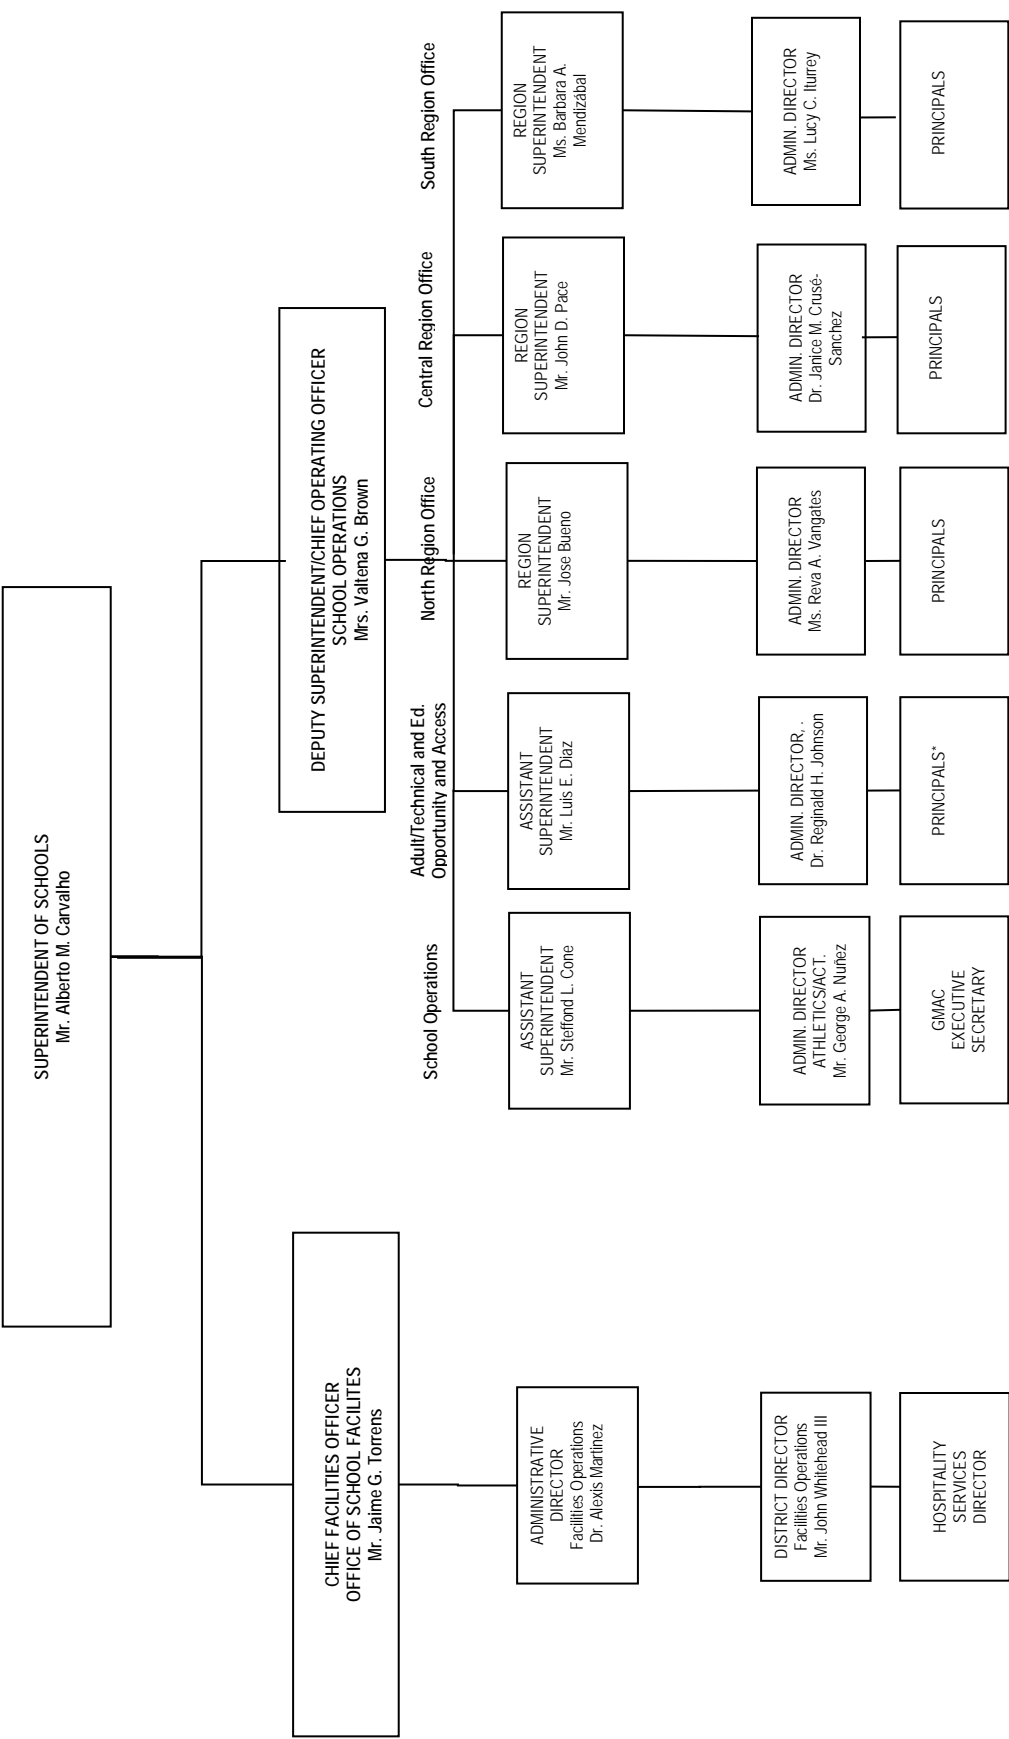 SUPERINTENDENT OF SCHOOLS
Mr. Alberto M. Carvalho
CHIEF FACILITIES OFFICER
OFFICE OF SCHOOL FACILITES
Mr. Jaime G. Torrens
DEPUTY SUPERINTENDENT/CHIEF OPERATING OFFICER
SCHOOL OPERATIONS
Mrs. Valtena G. Brown
School Operations
Adult/Technical and Ed.
Opportunity and Access
North Region Office
Central Region Office
South Region Office
ADMINISTRATIVE
DIRECTOR
Facilities Operations
Dr. Alexis Martinez
ASSISTANT
SUPERINTENDENT
Mr. Steffond L. Cone
ASSISTANT
SUPERINTENDENT
Mr. Luis E. Diaz
REGION
SUPERINTENDENT
Mr. Jose Bueno
REGION
SUPERINTENDENT
Mr. John D. Pace
REGION
SUPERINTENDENT
Ms. Barbara A.
Mendizábal
DISTRICT DIRECTOR
Facilities Operations
Mr. John Whitehead III
ADMIN. DIRECTOR
ATHLETICS/ACT.
Mr. George A. Nuñez
ADMIN. DIRECTOR, .
Dr. Reginald H. Johnson
ADMIN. DIRECTOR
Ms. Reva A. Vangates
ADMIN. DIRECTOR
Dr. Janice M. Crusé-
Sanchez
ADMIN. DIRECTOR
Ms. Lucy C. Iturrey
HOSPITALITY
SERVICES
DIRECTOR
GMAC
EXECUTIVE
SECRETARY
PRINCIPALS*
PRINCIPALS
PRINCIPALS
PRINCIPALS